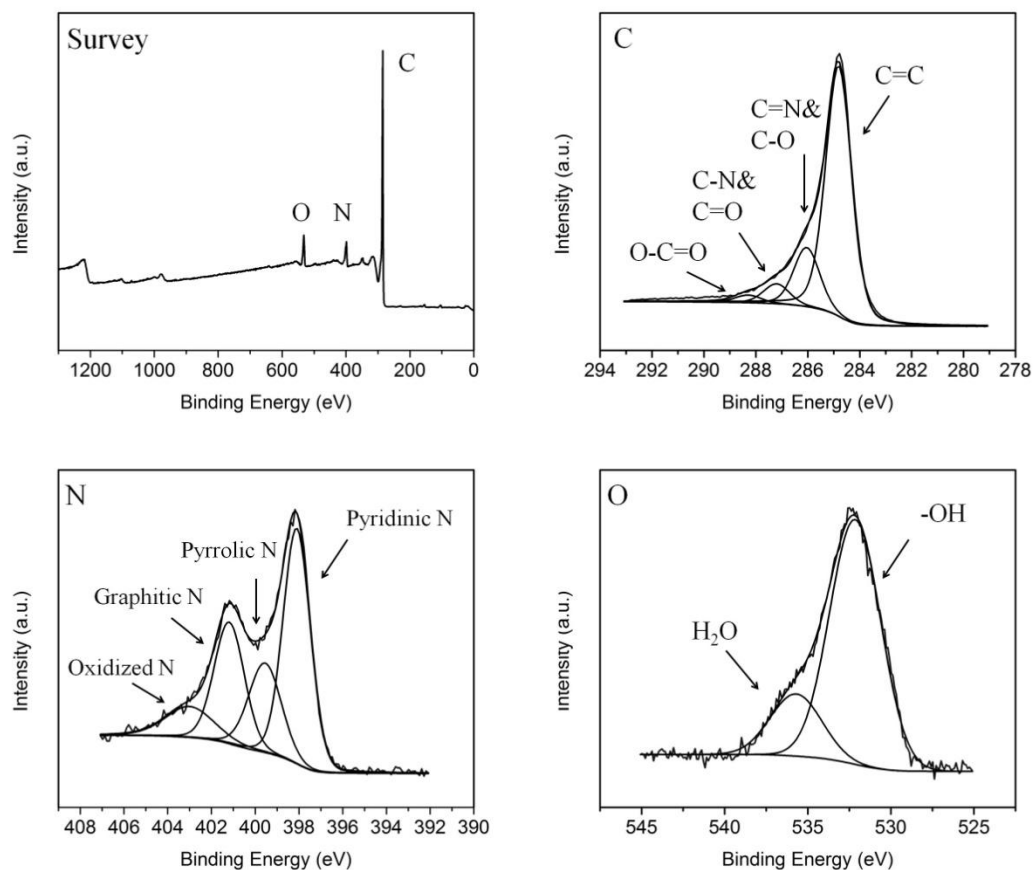 Survey
C
O
N
Intensity (a.u.)
1200
1000
800
600
400
200
0
Binding Energy (eV)
C
C=C
C=N&
C-O
C-N&
C=O
O-C=O
Intensity (a.u.)
294
292
290
288
286
284
282
280
278
Binding Energy (eV)
N
Pyridinic N
Pyrrolic N
Graphitic N
Oxidized N
Intensity (a.u.)
408
406
404
402
400
398
396
394
392
390
Binding Energy (eV)
O
-OH
H₂O
Intensity (a.u.)
545
540
535
530
525
Binding Energy (eV)